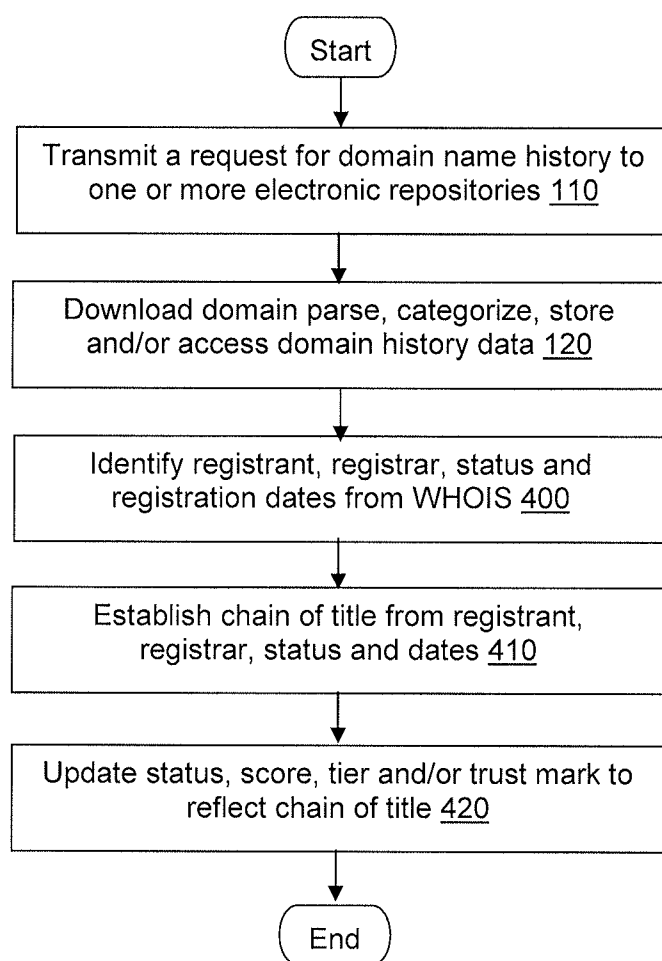 Start
Transmit a request for domain name history to
one or more electronic repositories 110
Download domain parse, categorize, store
and/or access domain history data 120
Identify registrant, registrar, status and
registration dates from WHOIS 400
Establish chain of title from registrant,
registrar, status and dates 410
Update status, score, tier and/or trust mark to
reflect chain of title 420
End